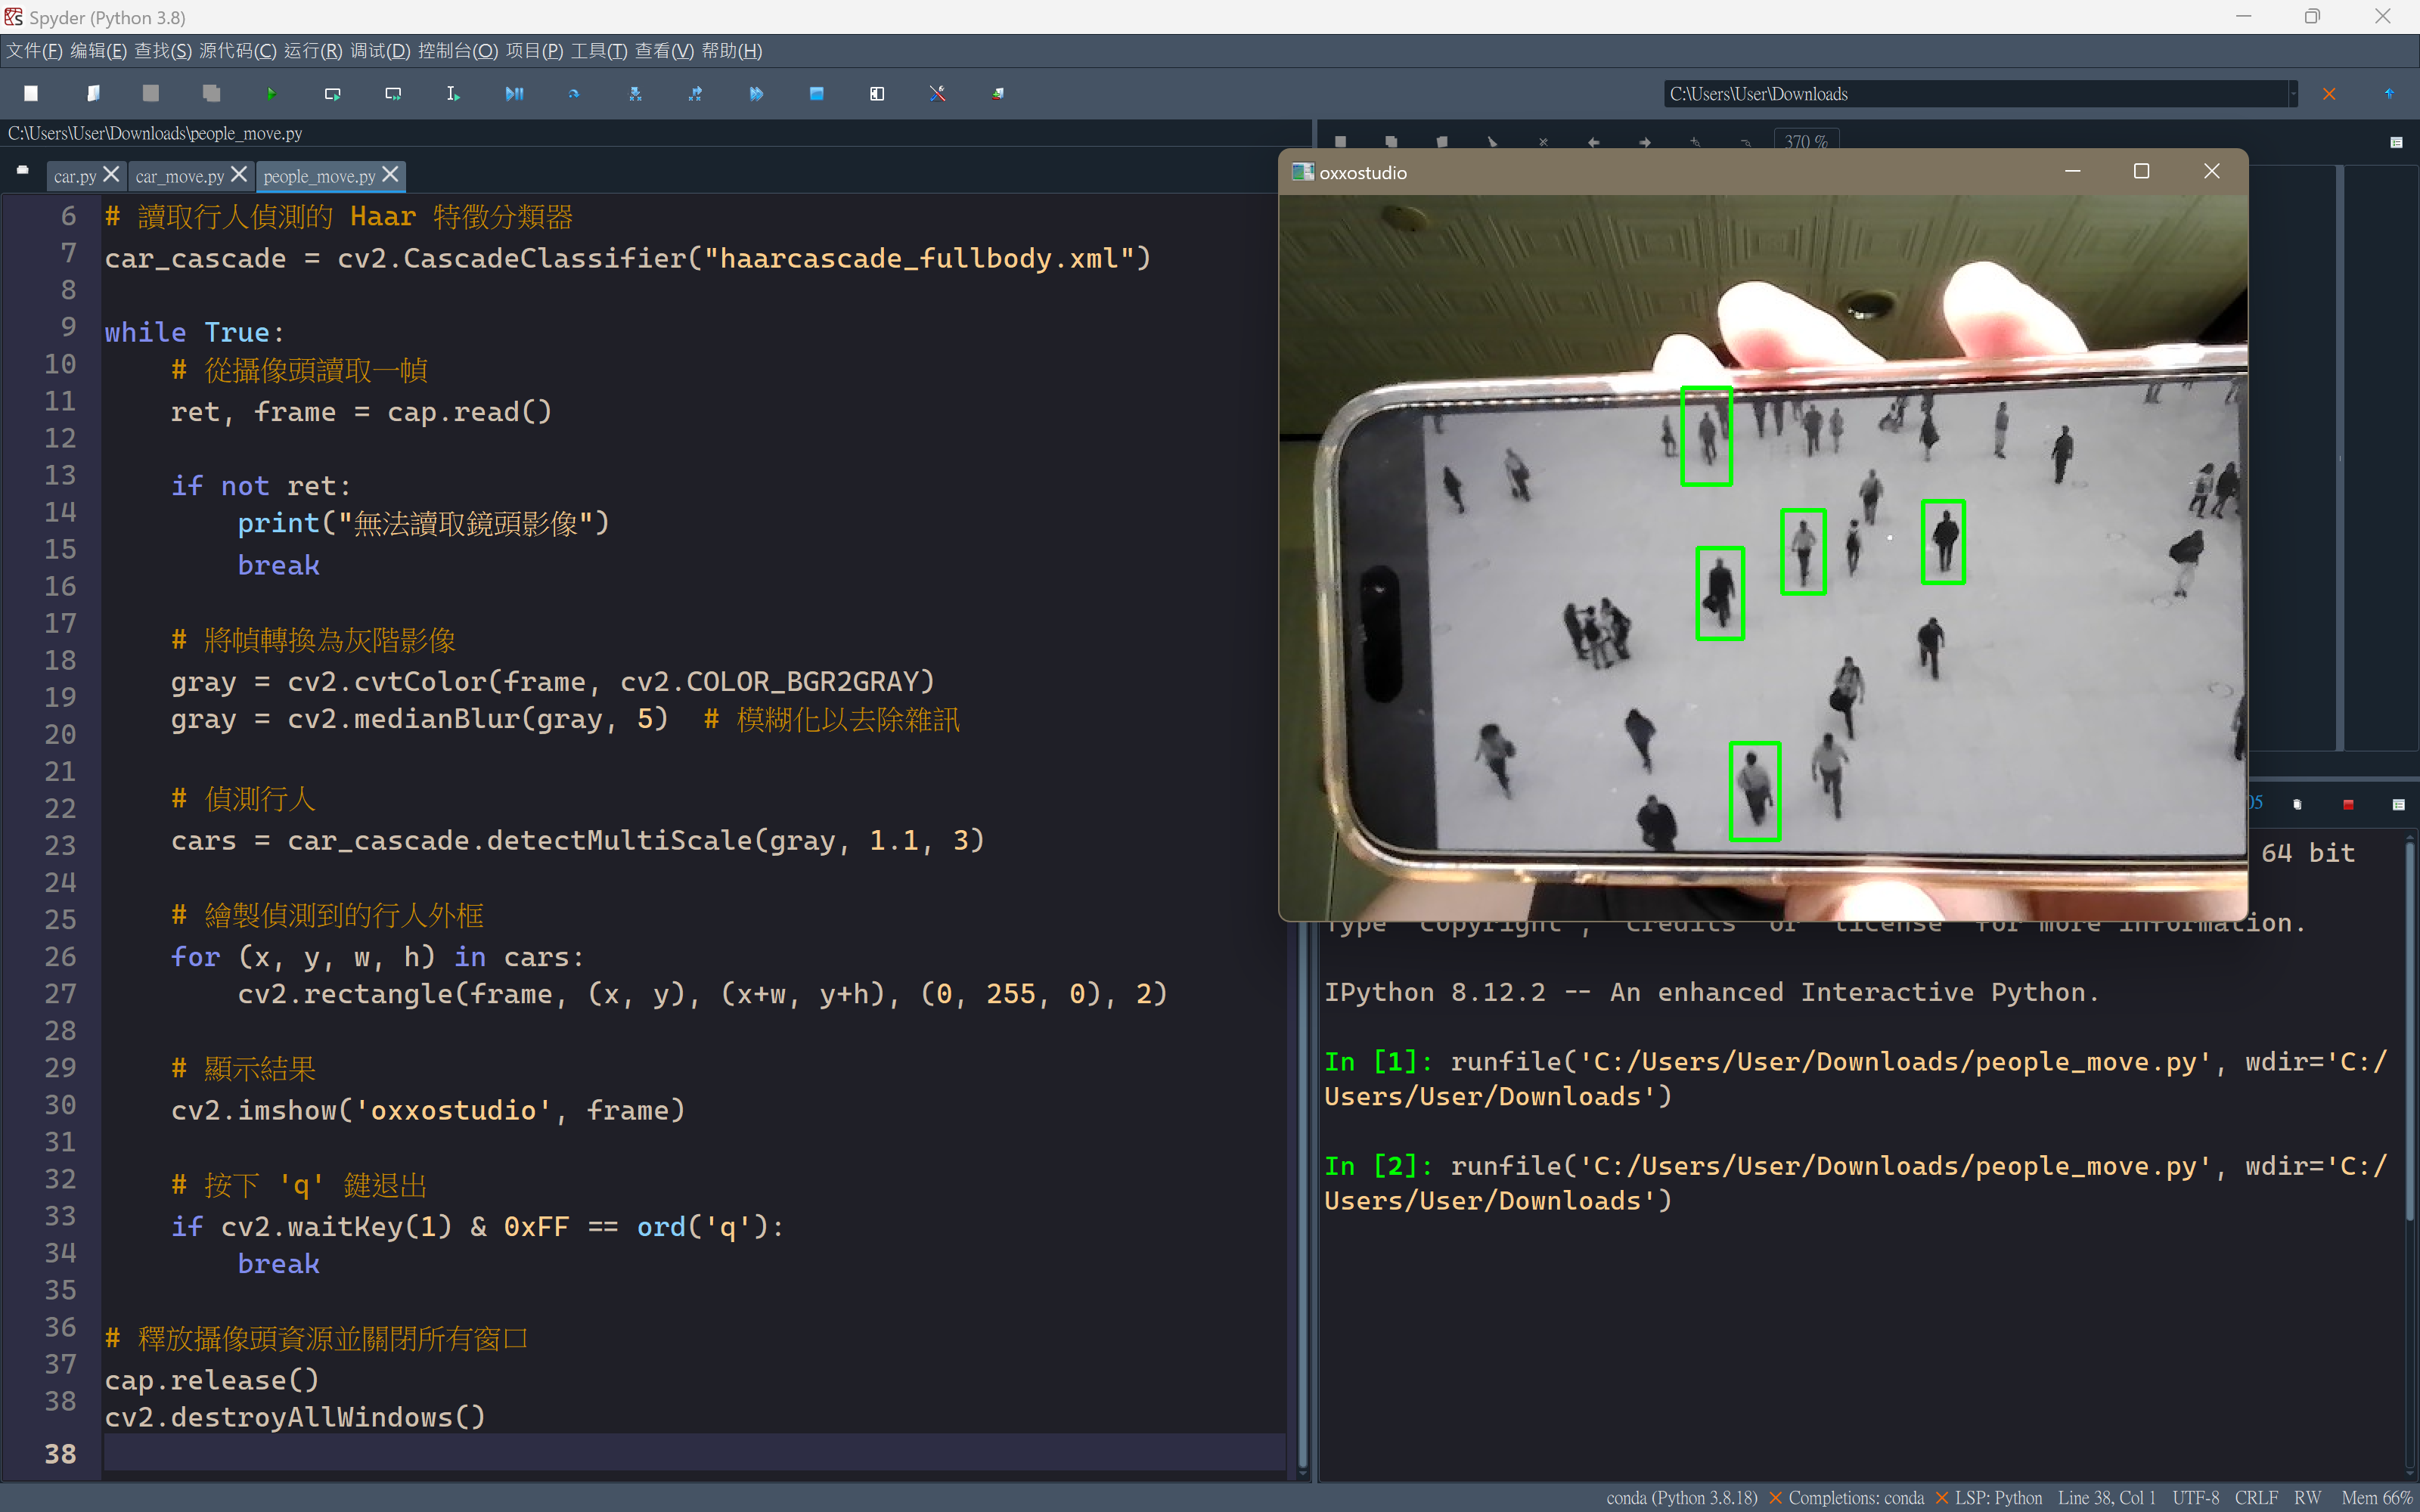 Spyder (Python 3.8)
文件(F) 编辑(E) 查找(S) 源代码(C) 运行(R) 调试(D) 控制台(O) 项目(P) 工具(T) 查看(V) 帮助(H)
C:\Users\User\Downloads
C:\Users\User\Downloads\people_move.py
370 %
car.py
car_move.py
people_move.py
oxxostudio
6 # 讀取行人偵測的 Haar 特徵分類器
7 car_cascade = cv2.CascadeClassifier("haarcascade_fullbody.xml")
8
9 while True:
10 # 從攝像頭讀取一幀
11 ret, frame = cap.read()
12
13 if not ret:
14 print("無法讀取鏡頭影像")
15 break
16
17 # 將幀轉換為灰階影像
18 gray = cv2.cvtColor(frame, cv2.COLOR_BGR2GRAY)
19 gray = cv2.medianBlur(gray, 5) # 模糊化以去除雜訊
20
21
22 # 偵測行人
23 cars = car_cascade.detectMultiScale(gray, 1.1, 3)
24
25 # 繪製偵測到的行人外框
26 for (x, y, w, h) in cars:
27 cv2.rectangle(frame, (x, y), (x+w, y+h), (0, 255, 0), 2)
28
29 # 顯示結果
30 cv2.imshow('oxxostudio', frame)
31
32 # 按下 'q' 鍵退出
33 if cv2.waitKey(1) & 0xFF == ord('q'):
34 break
35
36 # 釋放攝像頭資源並關閉所有窗口
37 cap.release()
38 cv2.destroyAllWindows()
38
64 bit
Type "copyright", "credits" or "license" for more information.
IPython 8.12.2 -- An enhanced Interactive Python.
In [1]: runfile('C:/Users/User/Downloads/people_move.py', wdir='C:/
Users/User/Downloads')
In [2]: runfile('C:/Users/User/Downloads/people_move.py', wdir='C:/
Users/User/Downloads')
conda (Python 3.8.18) Completions: conda LSP: Python Line 38, Col 1 UTF-8 CRLF RW Mem 66%